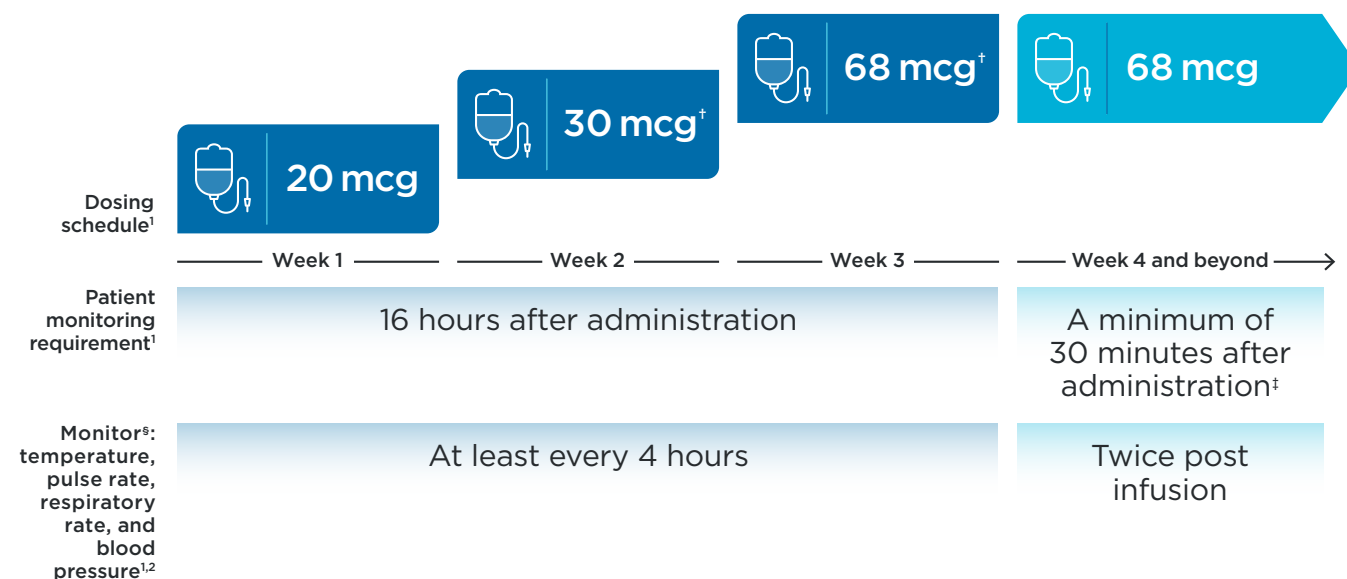 68 mcg†
68 mcg
30 mcg†
20 mcg
Dosing
schedule¹
Week 1
Week 2
Week 3
Week 4 and beyond
Patient
monitoring
requirement¹
16 hours after administration
A minimum of
30 minutes after
administration‡
Monitor§:
temperature,
pulse rate,
respiratory
rate, and
blood
pressure¹,²
At least every 4 hours
Twice post
infusion